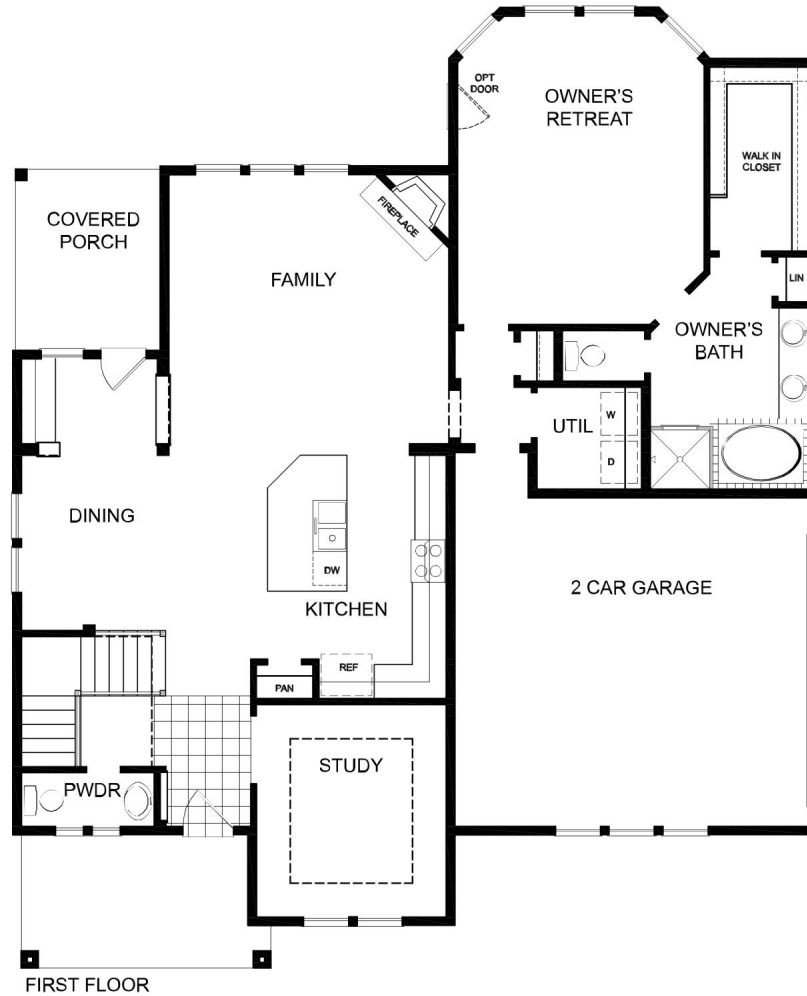 OPT
DOOR
OWNER'S
RETREAT
WALK IN
CLOSET
COVERED
PORCH
FIREPLACE
FAMILY
LIN
OWNER'S
BATH
UTIL
W
D
DINING
DW
KITCHEN
2 CAR GARAGE
REF
PAN
STUDY
PWDR
FIRST FLOOR